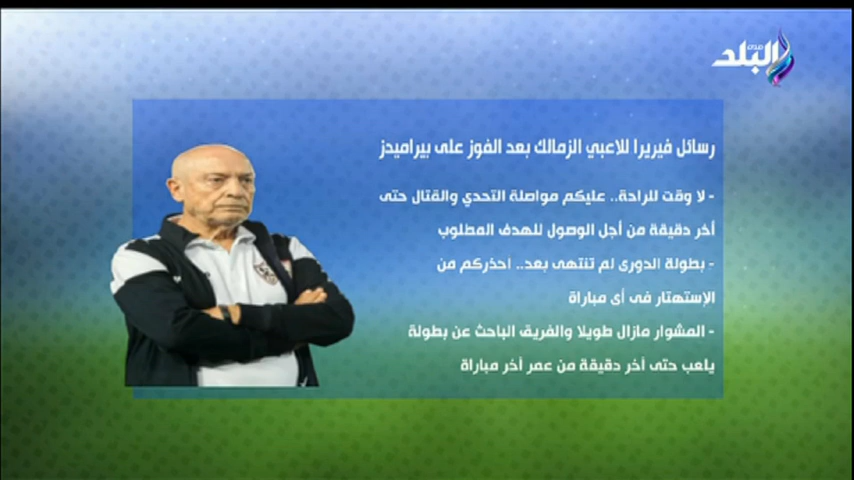 صدى
البلد
رسائل فيريرا للاعبي الزمالك بعد الفوز على بيراميدز
- لا وقت للراحة.. عليكم مواصلة التحدي والقتال حتى
أخر دقيقة من أجل الوصول للهدف المطلوب
- بطولة الدورى لم تنتهى بعد.. أحذركم من
الإستهتار فى أى مباراة
- المشوار مازال طويلا والفريق الباحث عن بطولة
يلعب حتى أخر دقيقة من عمر أخر مباراة